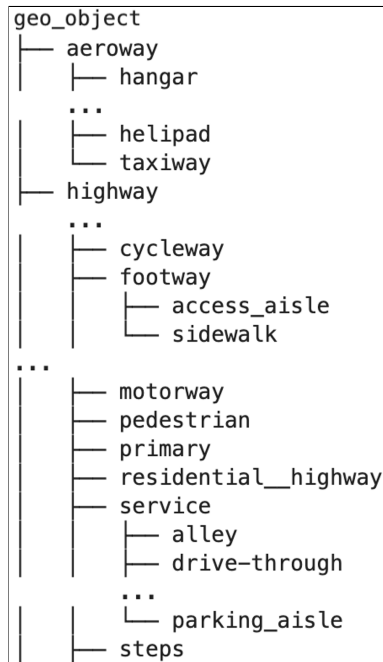 geo_object
├── aeroway
│   ├── hangar
    ...
│   ├── helipad
│   └── taxiway
├── highway
    ...
│   ├── cycleway
│   ├── footway
│   │   ├── access_aisle
│   │   └── sidewalk
...
│   ├── motorway
│   ├── pedestrian
│   ├── primary
│   ├── residential__highway
│   ├── service
│   │   ├── alley
│   │   ├── drive-through
        ...
│   │   └── parking_aisle
│   ├── steps